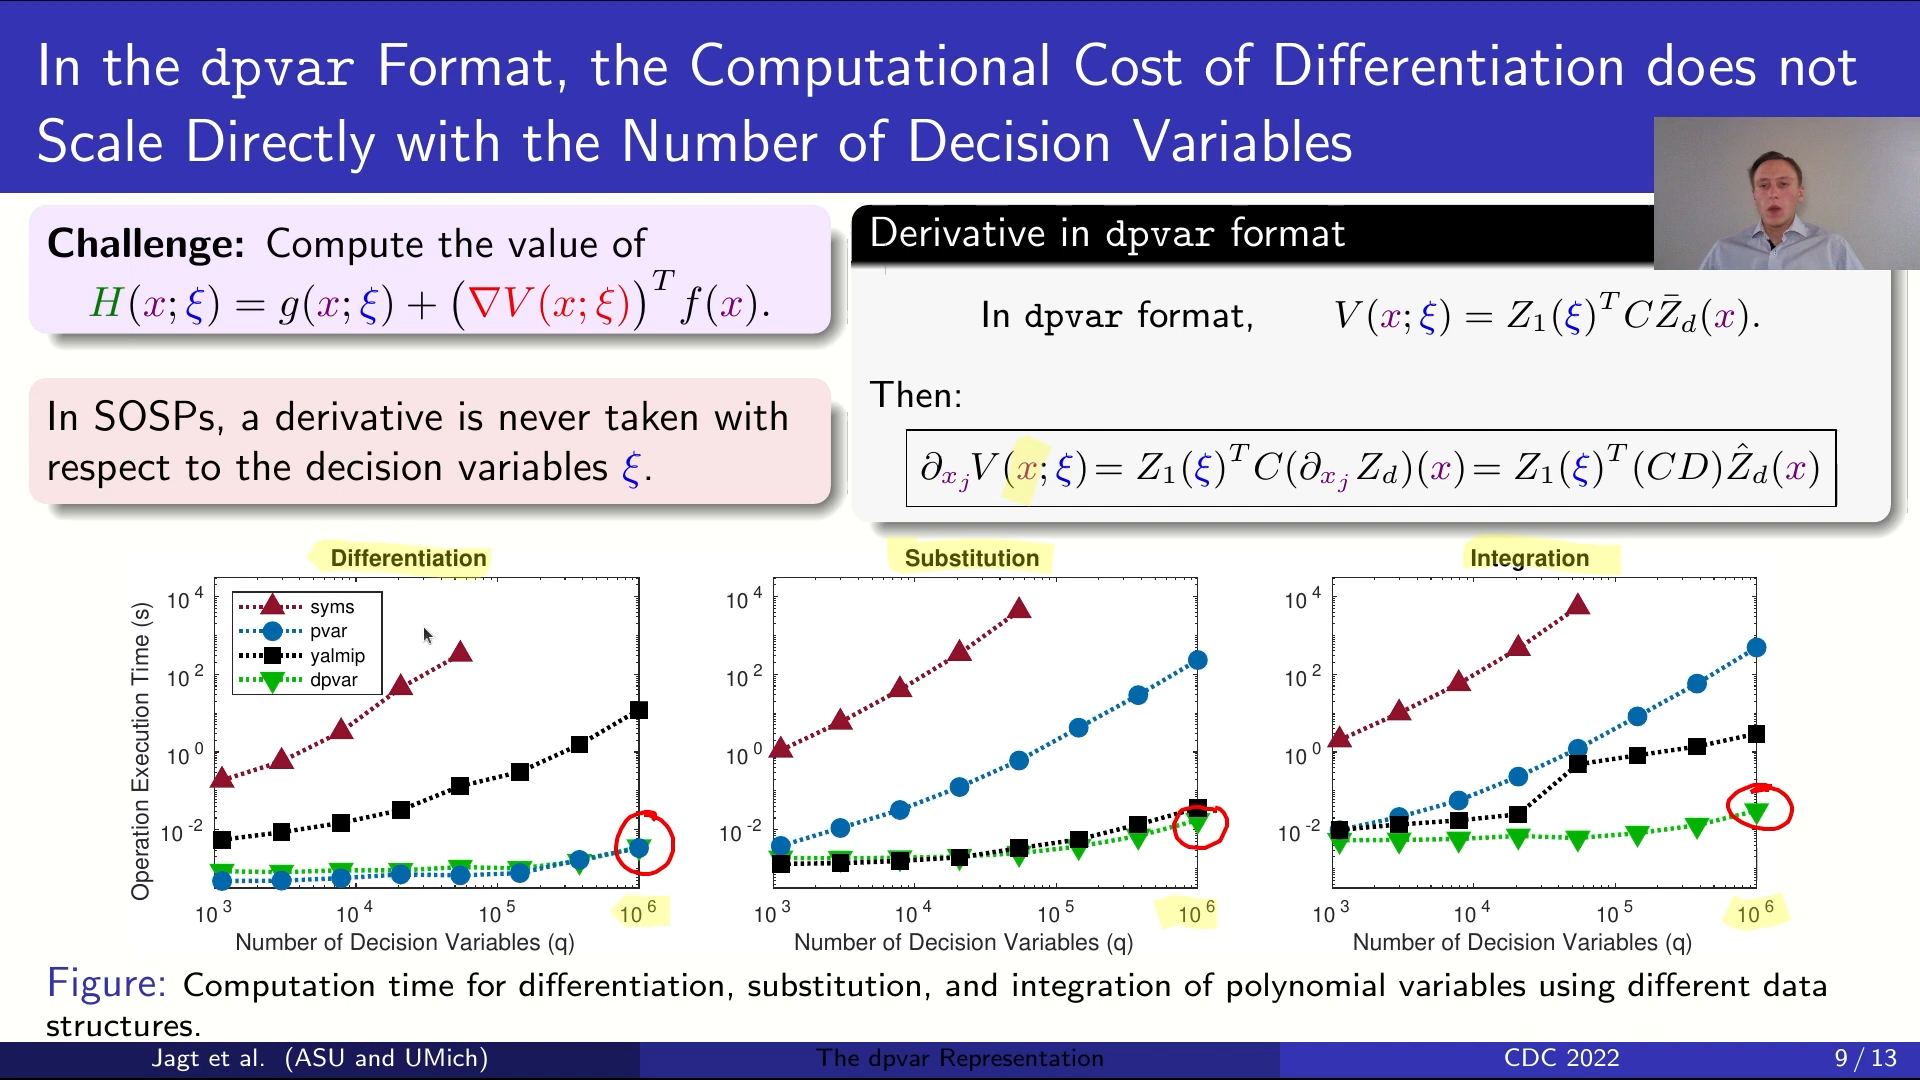 In the dpvar Format, the Computational Cost of Differentiation does not
Scale Directly with the Number of Decision Variables
Challenge: Compute the value of
H(x; ξ) = g(x; ξ) + (∇V(x; ξ))^T f(x).
In SOSPs, a derivative is never taken with
respect to the decision variables ξ.
Derivative in dpvar format
In dpvar format, V(x; ξ) = Z₁(ξ)^T C Z̄_d(x).
Then:
∂_{x_j} V(x; ξ) = Z₁(ξ)^T C(∂_{x_j} Z_d)(x) = Z₁(ξ)^T (CD)Ẑ_d(x)
Differentiation
Operation Execution Time (s)
10^4
10^2
10^0
10^-2
syms
pvar
yalmip
dpvar
10^3 10^4 10^5 10^6
Number of Decision Variables (q)
Substitution
10^4
10^2
10^0
10^-2
10^3 10^4 10^5 10^6
Number of Decision Variables (q)
Integration
10^4
10^2
10^0
10^-2
10^3 10^4 10^5 10^6
Number of Decision Variables (q)
Figure: Computation time for differentiation, substitution, and integration of polynomial variables using different data
structures.
Jagt et al. (ASU and UMich) The dpvar Representation CDC 2022 9 / 13